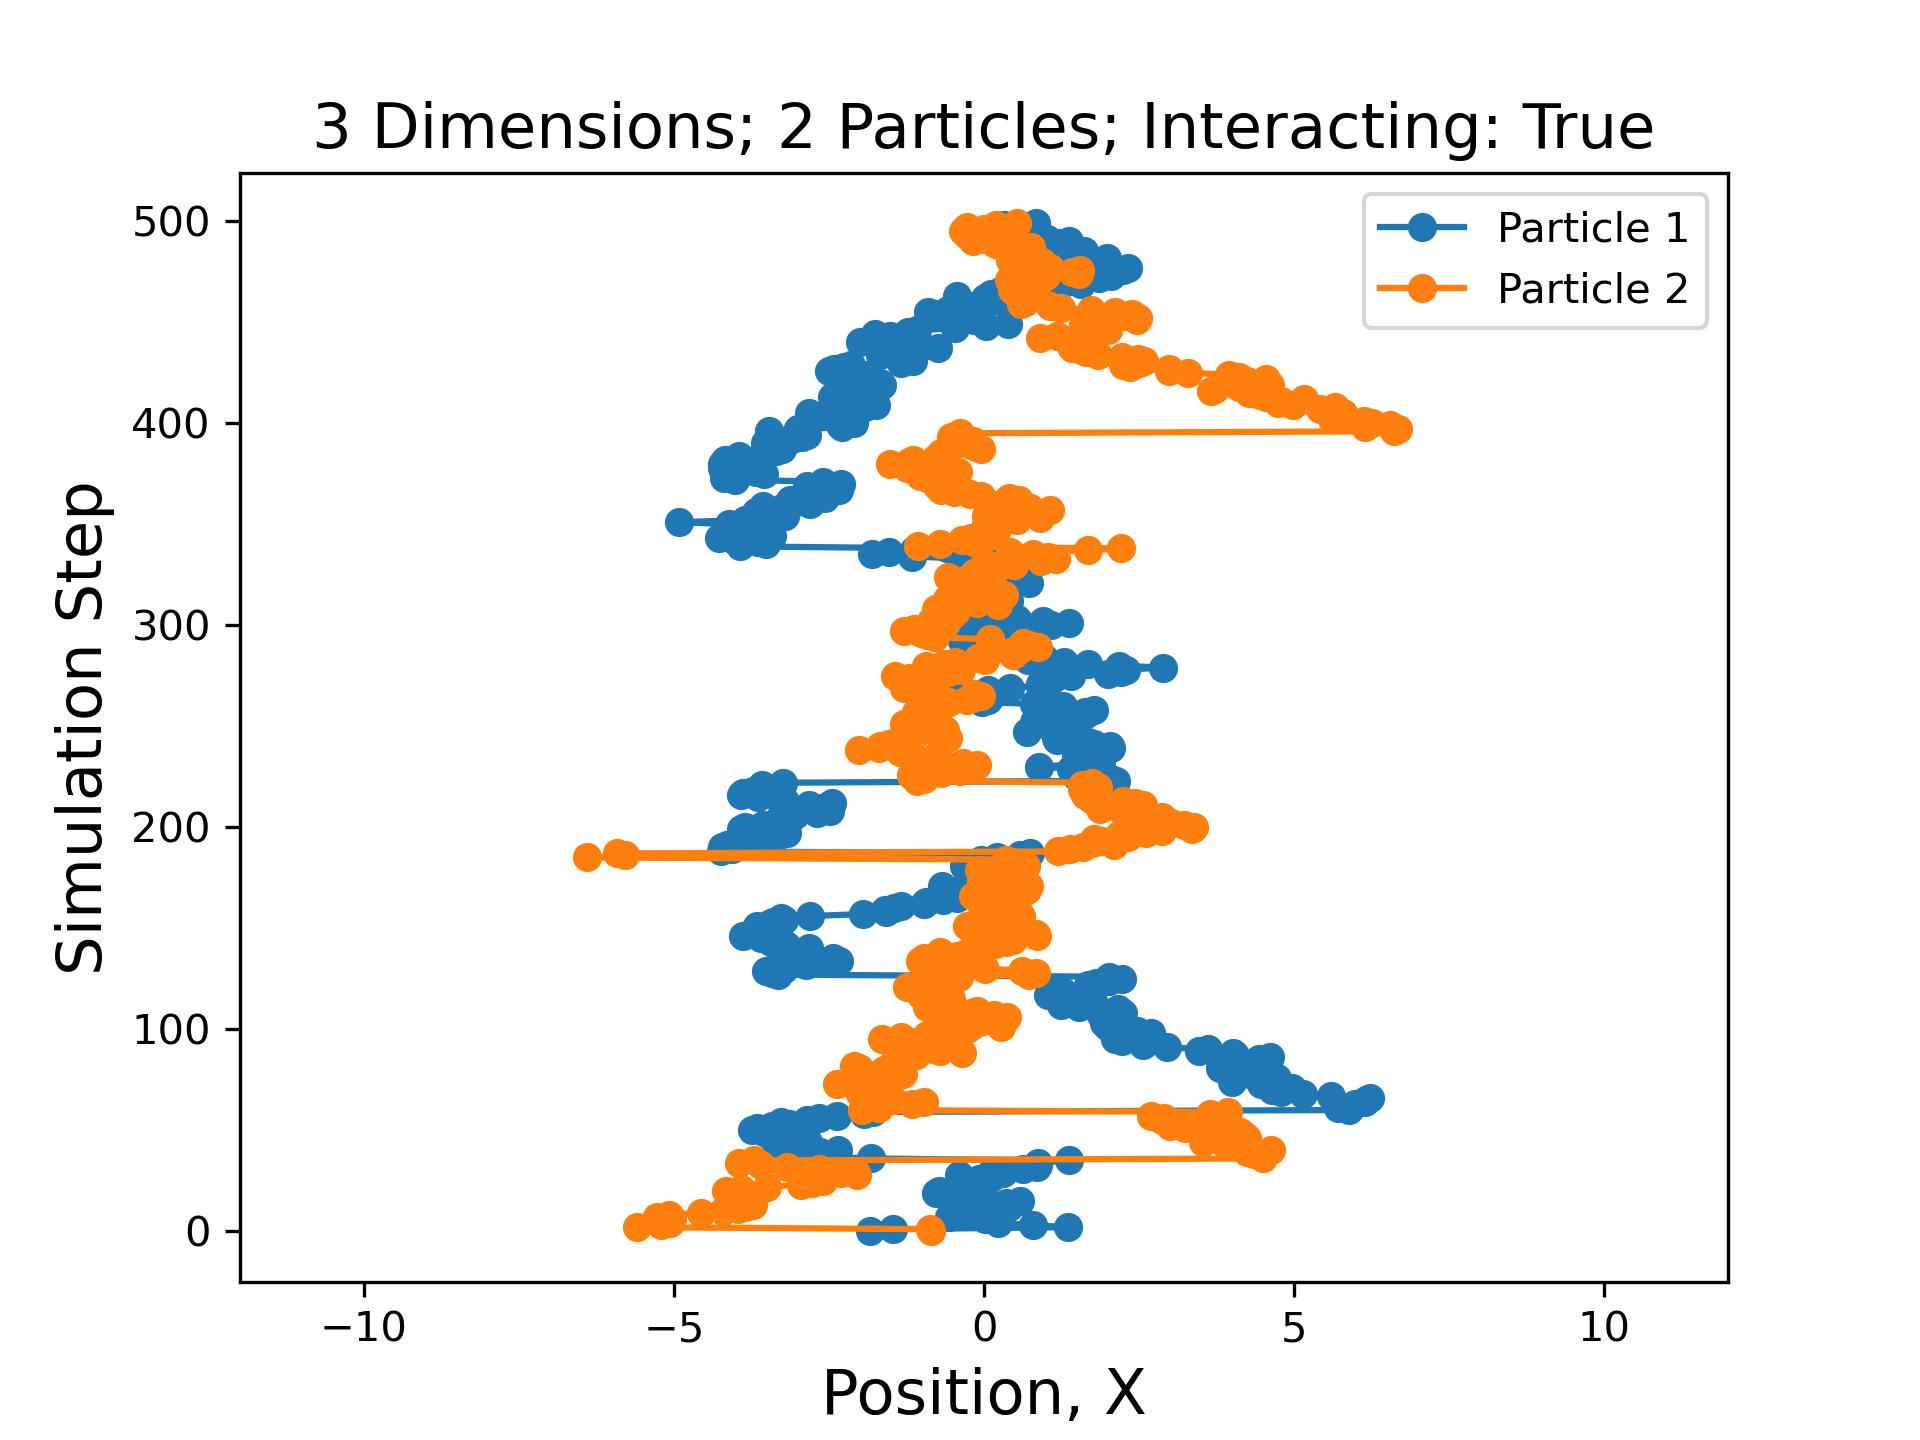 3 Dimensions; 2 Particles; Interacting: True
Particle 1
Particle 2
Simulation Step
500
400
300
200
100
0
−10
−5
0
5
10
Position, X